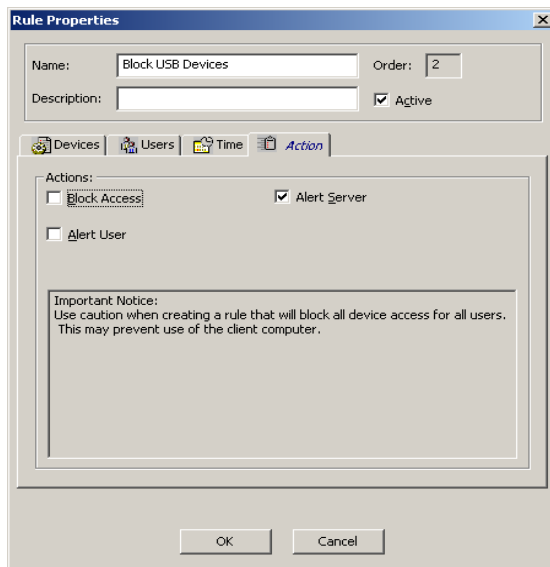 Rule Properties
Name: Block USB Devices Order: 2
Description: Active
Devices Users Time Action
Actions:
Block Access Alert Server
Alert User
Important Notice:
Use caution when creating a rule that will block all device access for all users.
This may prevent use of the client computer.
OK Cancel